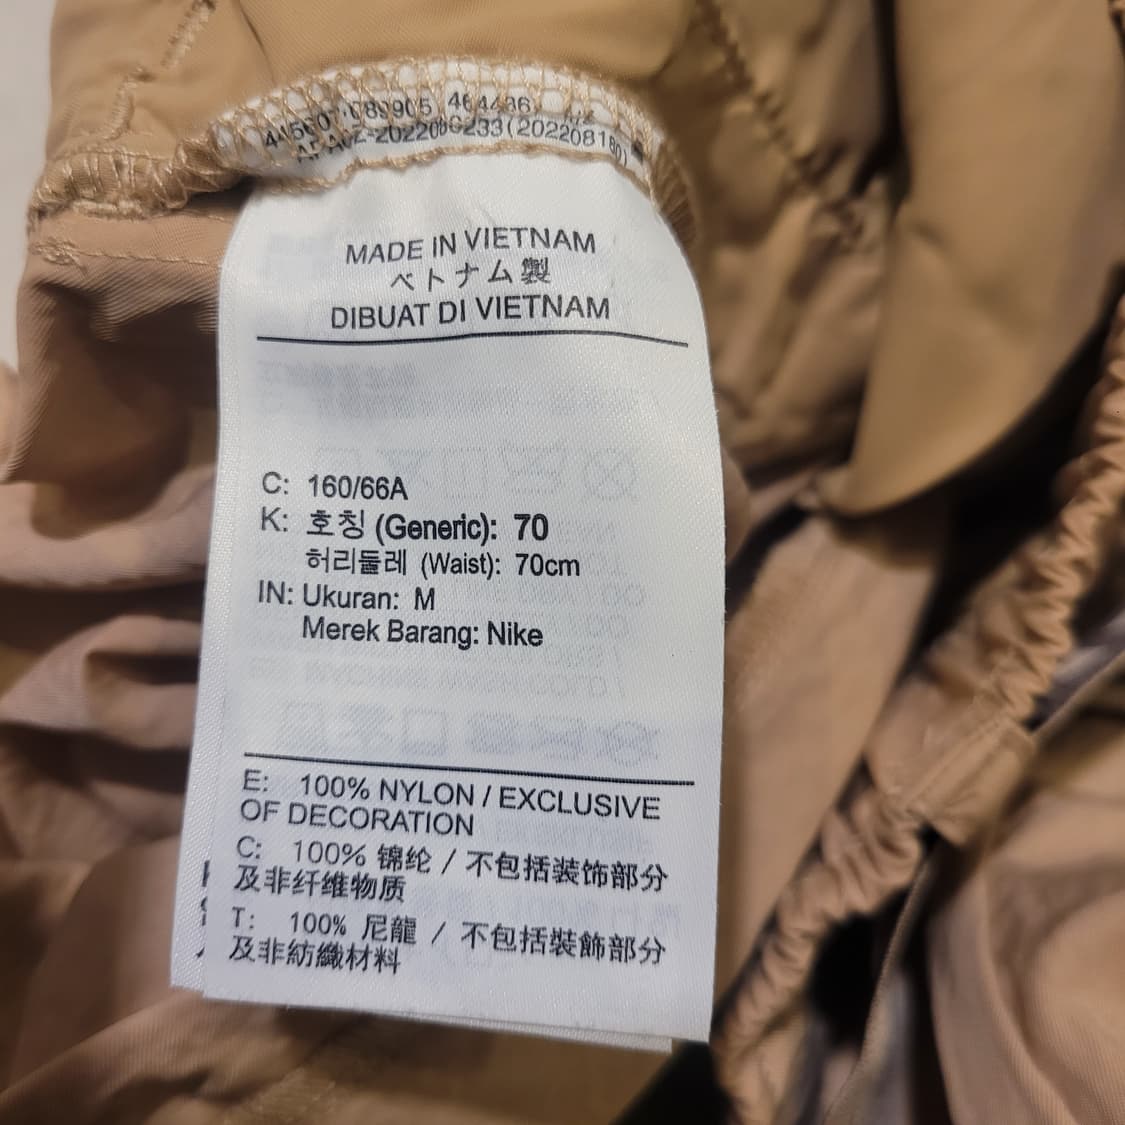 464436
MADE IN VIETNAM
ベトナム製
DIBUAT DI VIETNAM
C: 160/66A
K: 호칭 (Generic): 70
허리둘레 (Waist): 70cm
IN: Ukuran: M
Merek Barang: Nike
E: 100% NYLON / EXCLUSIVE
OF DECORATION
C: 100% 锦纶 / 不包括装饰部分
及非纤维物质
T: 100% 尼龍 / 不包括裝飾部分
及非紡織材料